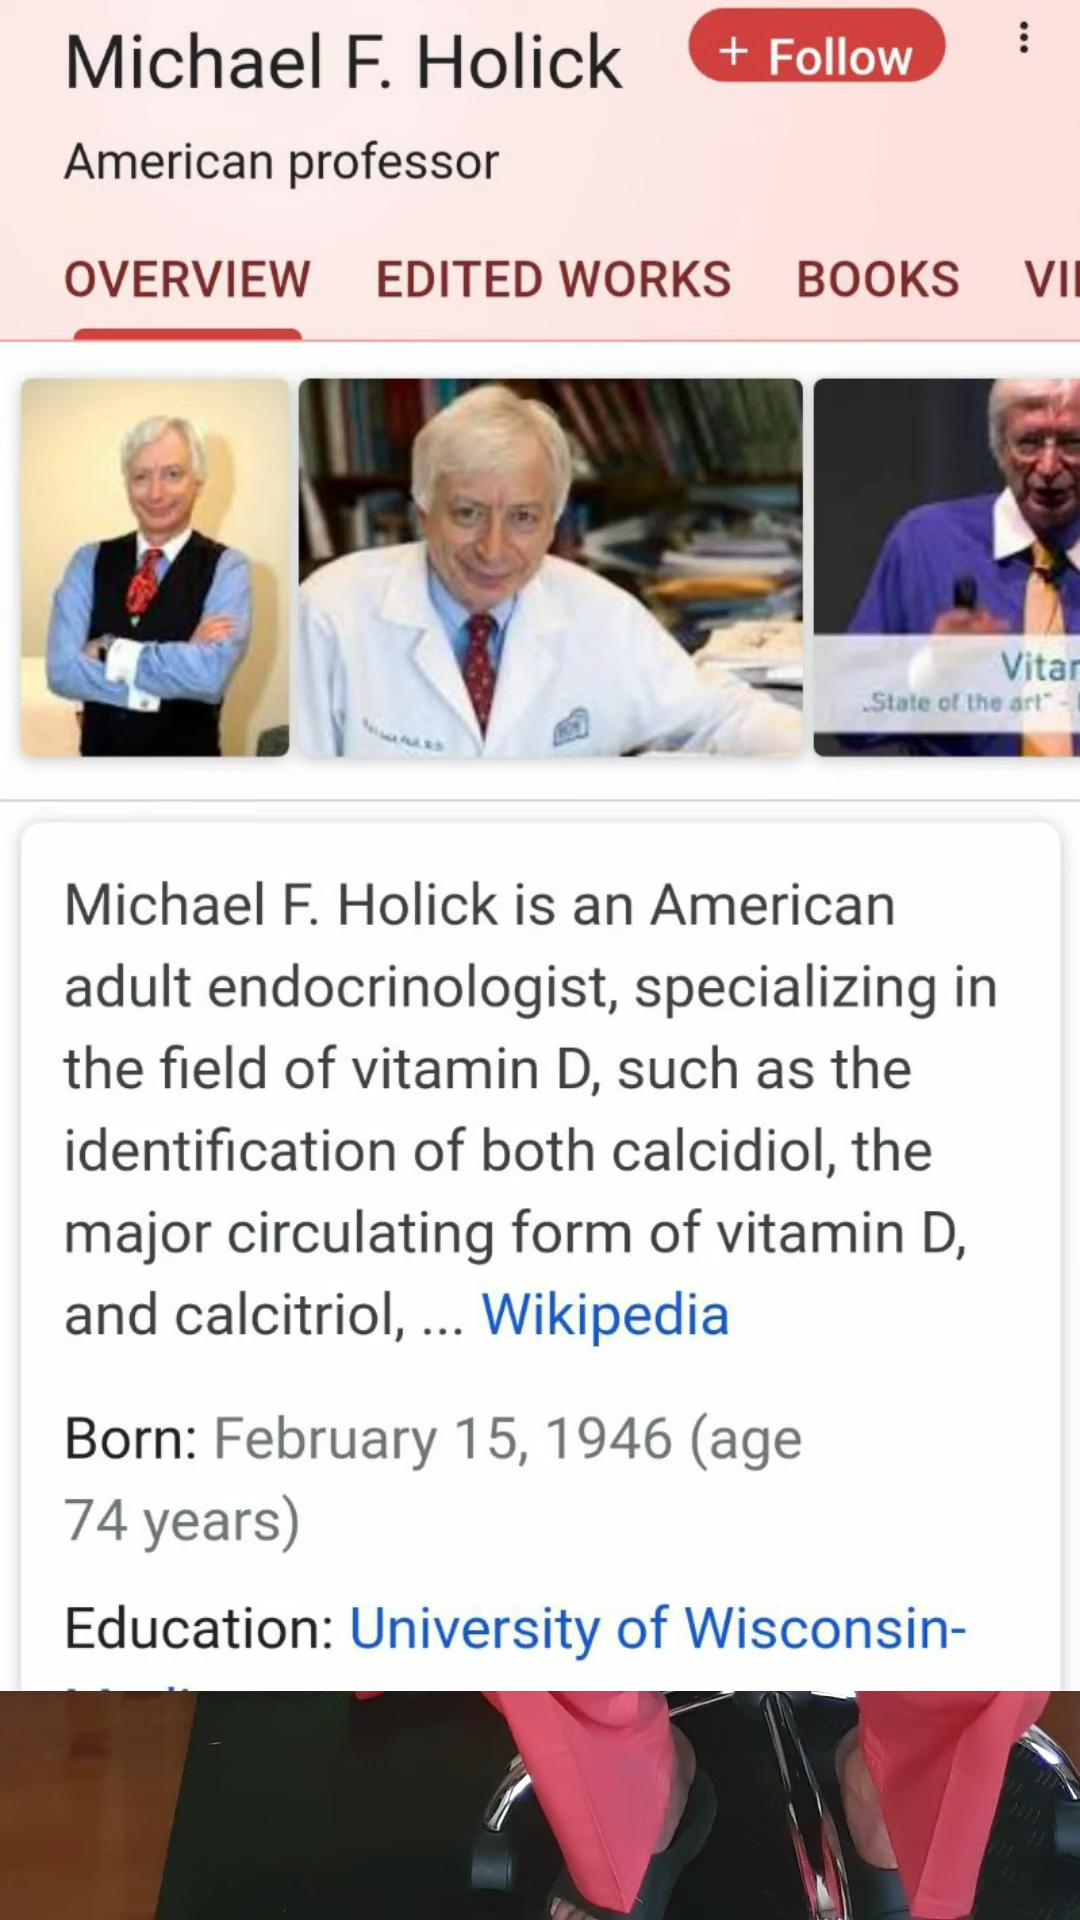 Michael F. Holick
+ Follow
American professor
OVERVIEW EDITED WORKS BOOKS VI
Vitar
„State of the art" -
Michael F. Holick is an American
adult endocrinologist, specializing in
the field of vitamin D, such as the
identification of both calcidiol, the
major circulating form of vitamin D,
and calcitriol, ... Wikipedia
Born: February 15, 1946 (age
74 years)
Education: University of Wisconsin-